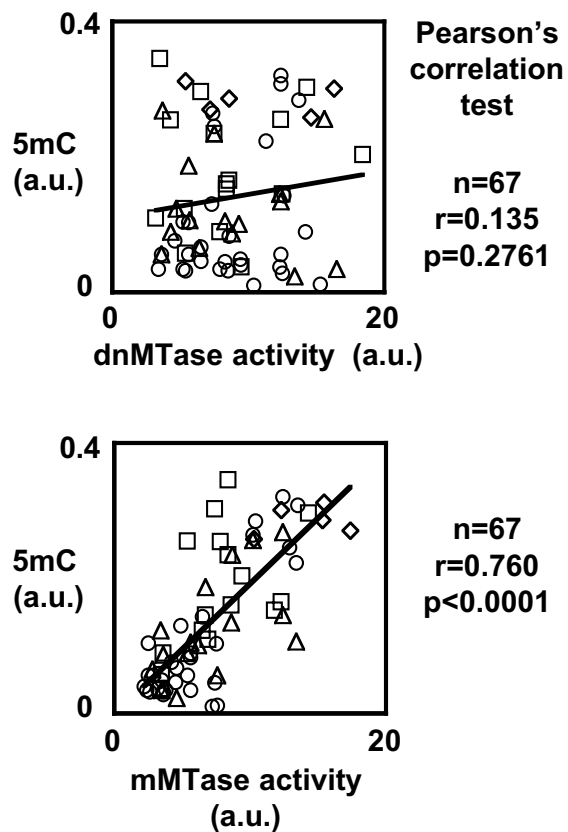 0.4
Pearson's
correlation
test
5mC
(a.u.)
n=67
r=0.135
p=0.2761
0
0
20
dnMTase activity (a.u.)
0.4
5mC
(a.u.)
n=67
r=0.760
p<0.0001
0
0
20
mMTase activity
(a.u.)